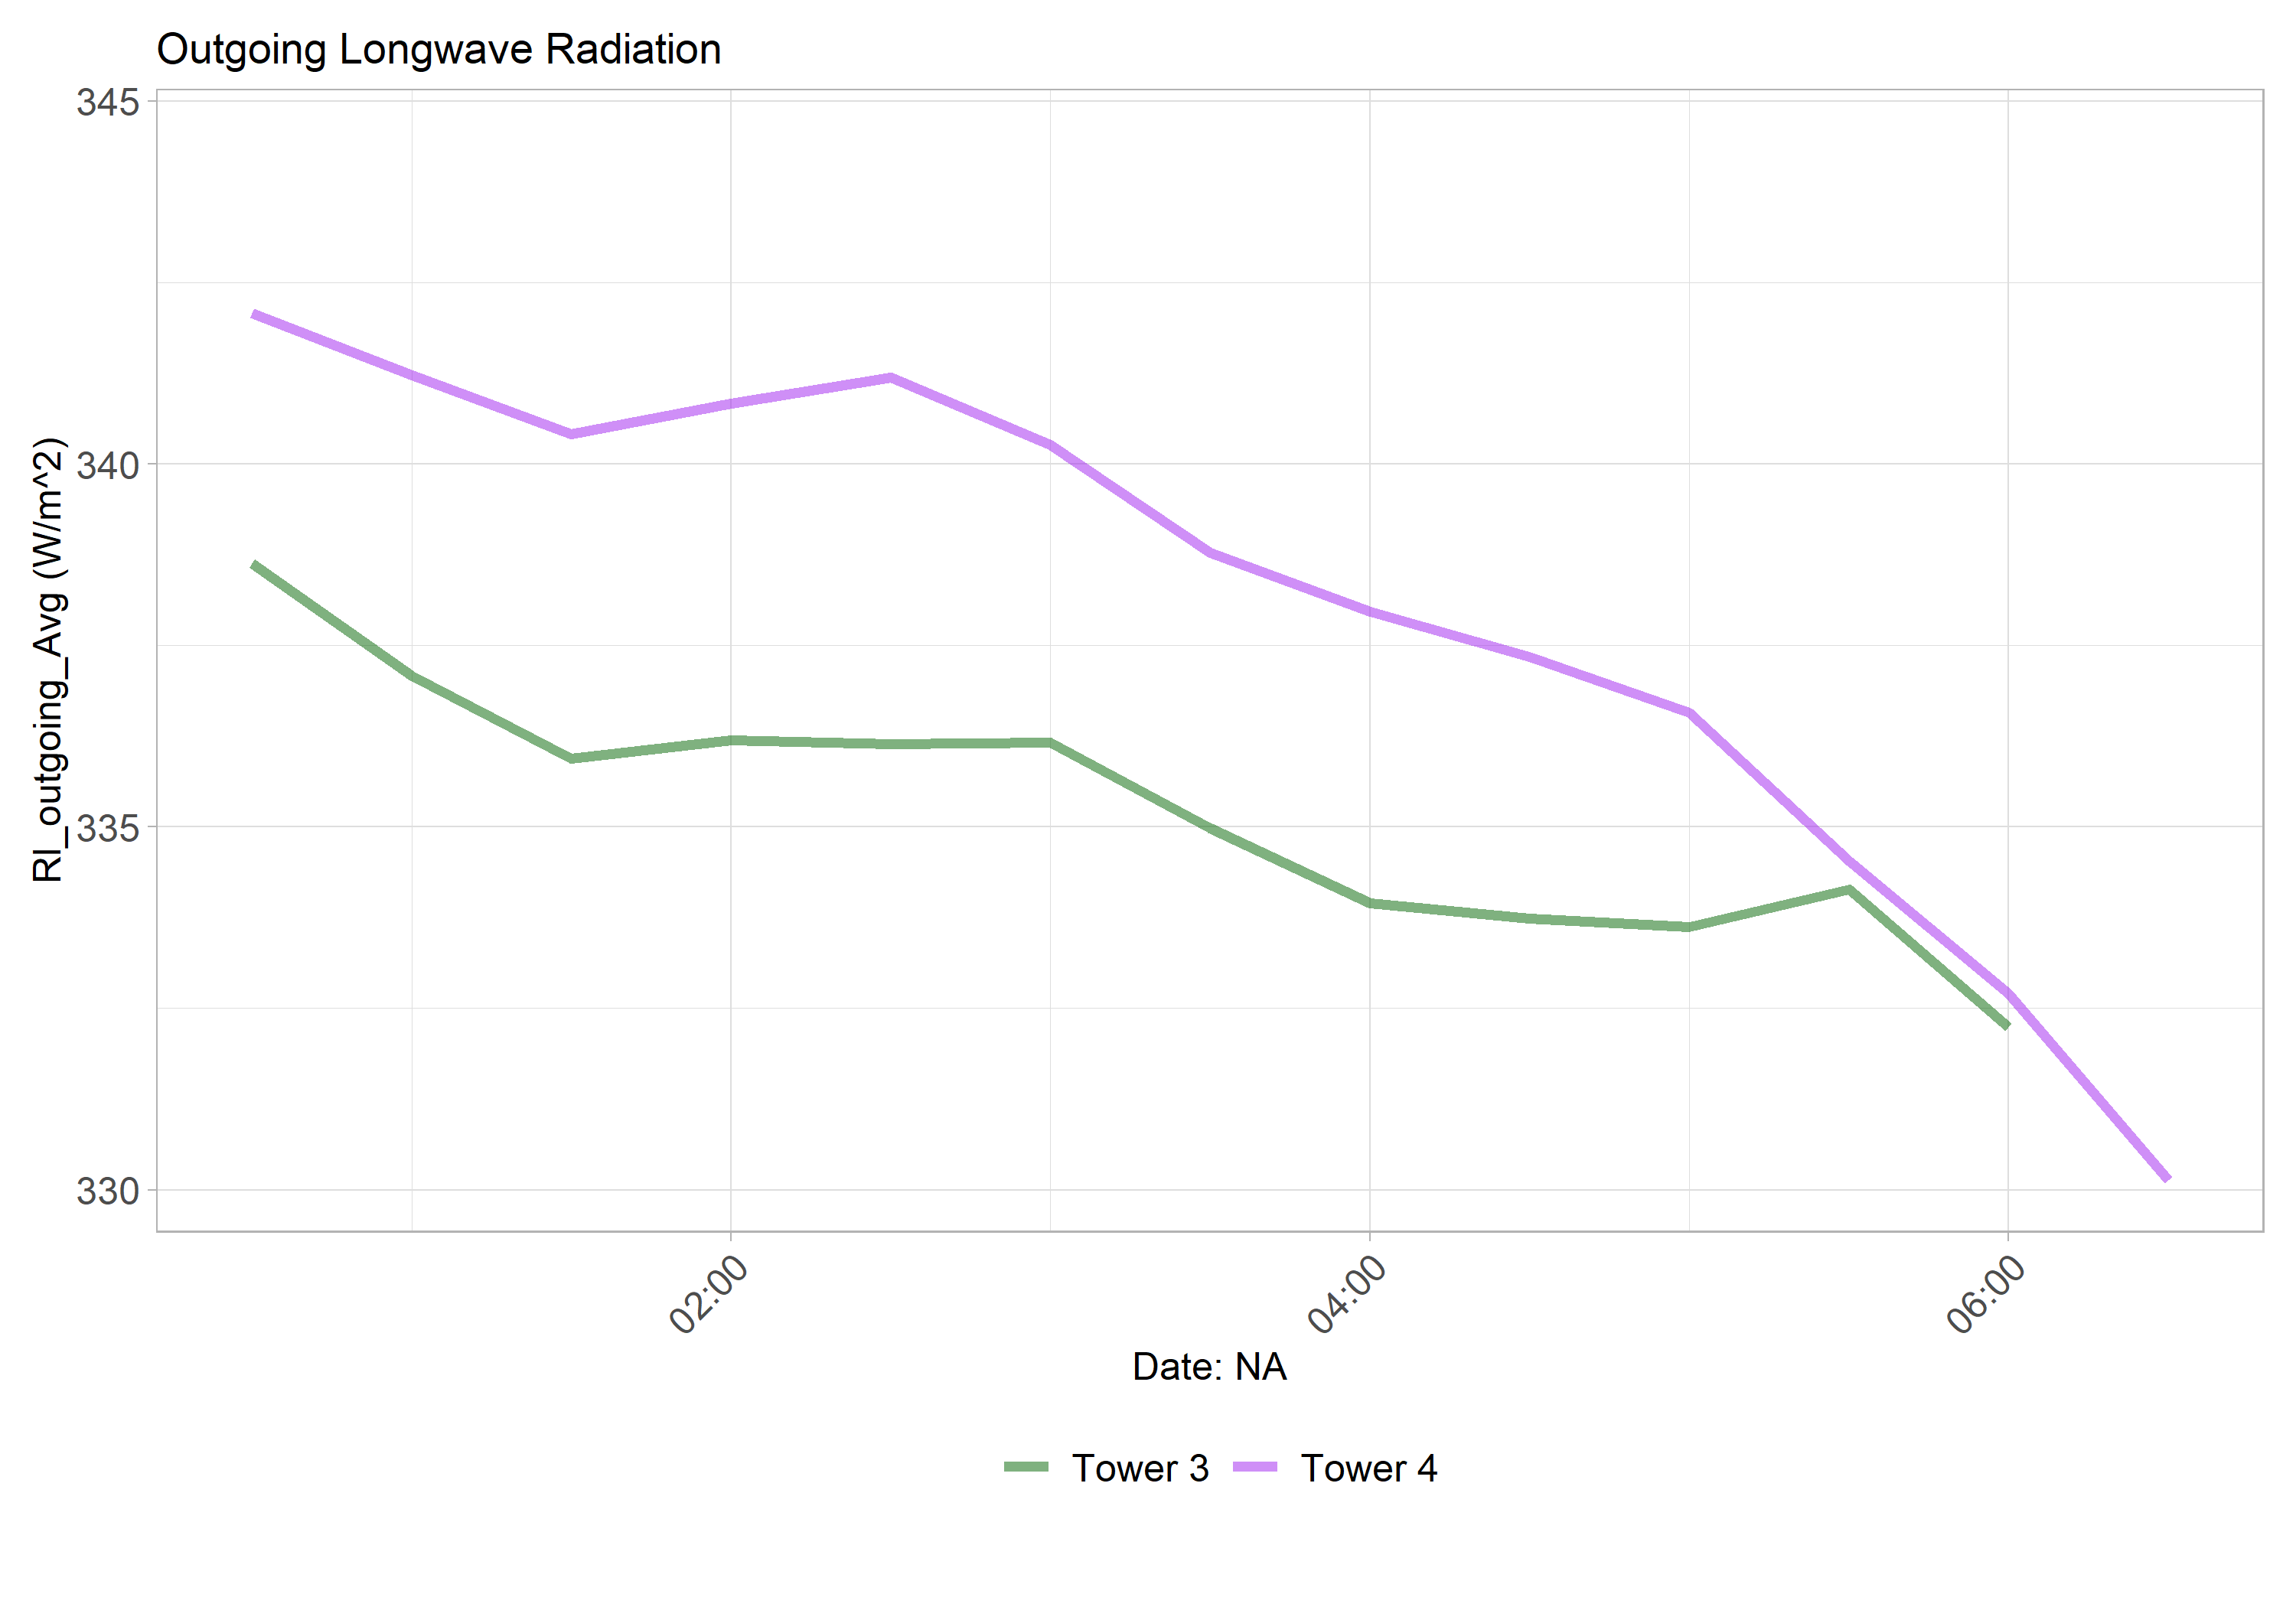 Outgoing Longwave Radiation
345
340
335
330
Rl_outgoing_Avg (W/m^2)
02:00
04:00
06:00
Date: NA
Tower 3
Tower 4